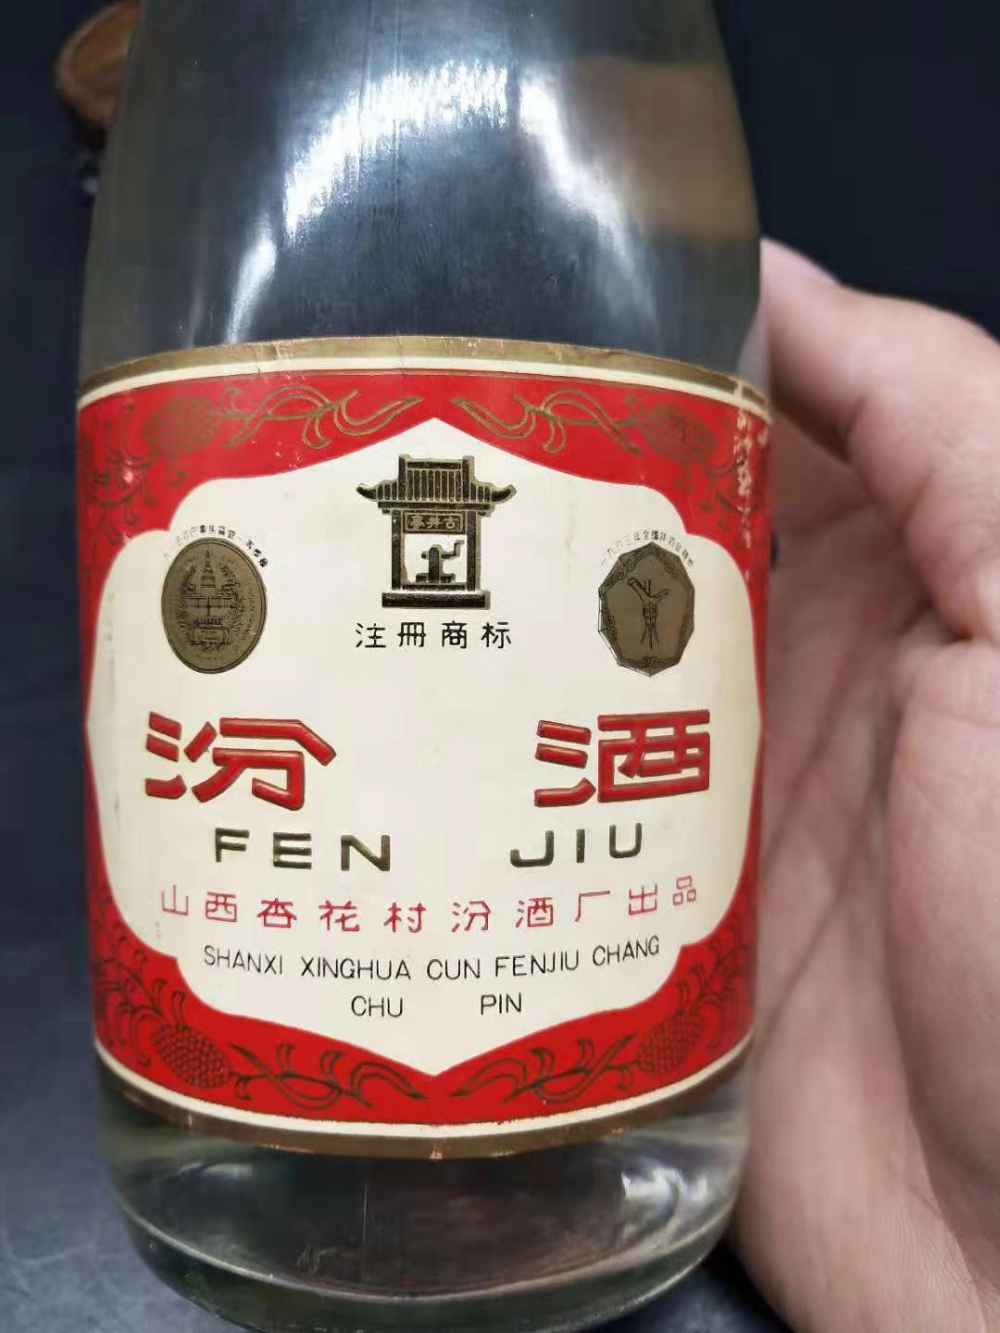 古井亭
注册商标
汾酒
FEN JIU
山西杏花村汾酒厂出品
SHANXI XINGHUA CUN FENJIU CHANG
CHU PIN